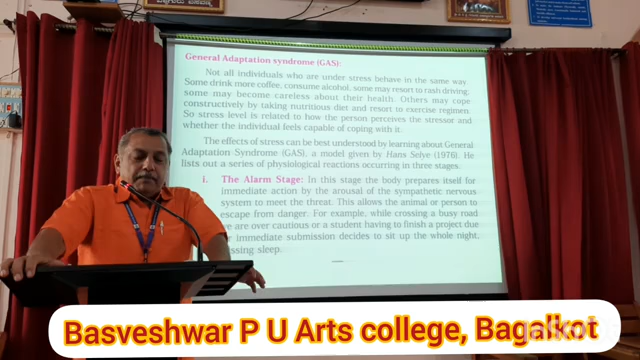 General Adaptation syndrome (GAS):
Not all individuals who are under stress behave in the same way.
Some drink more coffee, consume alcohol, some may resort to rash driving,
some may become careless about their health. Others may cope
constructively by taking nutritious diet and resort to exercise regimen.
So stress level is related to how the person perceives the stressor and
whether the individual feels capable of coping with it.
The effects of stress can be best understood by learning about General
Adaptation Syndrome (GAS), a model given by Hans Selye (1976). He
lists out a series of physiological reactions occurring in three stages.
i. The Alarm Stage: In this stage the body prepares itself for
immediate action by the arousal of the sympathetic nervous
system to meet the threat. This allows the animal or person to
escape from danger. For example, while crossing a busy road
we are over cautious or a student having to finish a project due
immediate submission decides to sit up the whole night,
ssing sleep.
Basveshwar P U Arts college, Bagalkot